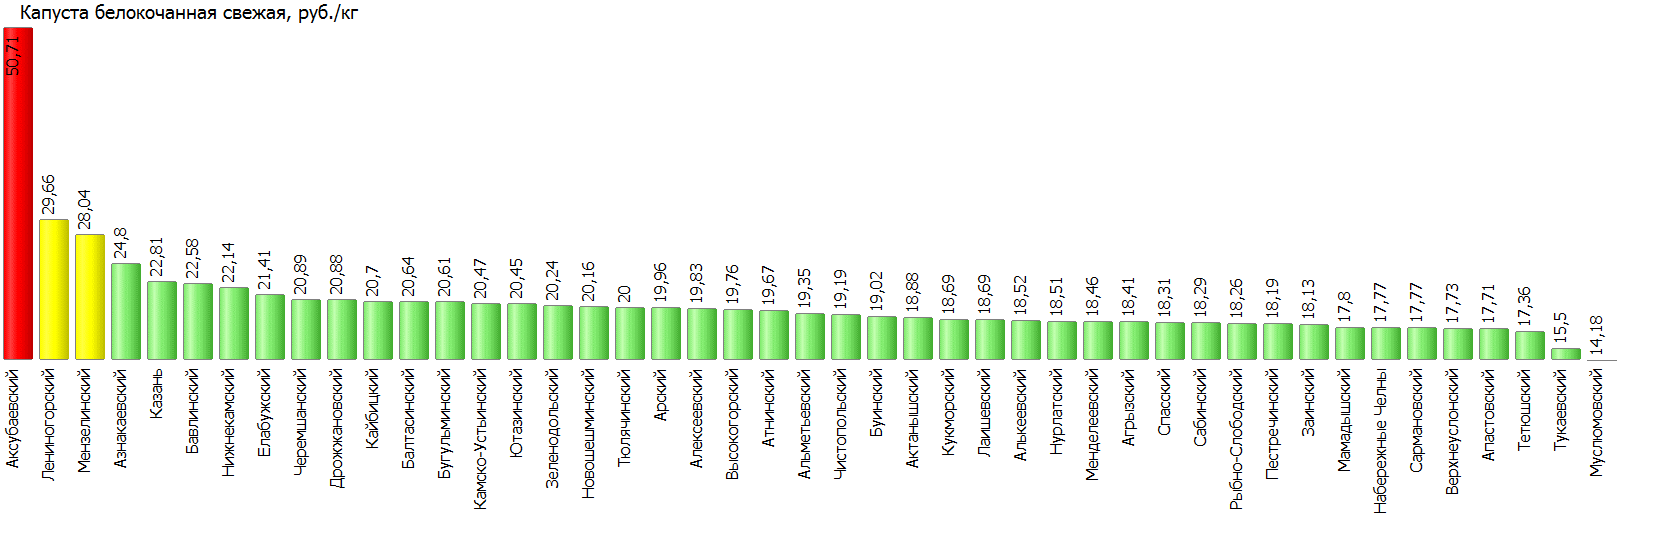 Капуста белокочанная свежая, руб./кг
50,71
29,66
28,04
24,8
22,81
22,58
22,14
21,41
20,89
20,88
20,7
20,64
20,61
20,47
20,45
20,24
20,16
20
19,96
19,83
19,76
19,67
19,35
19,19
19,02
18,88
18,69
18,69
18,52
18,51
18,46
18,41
18,31
18,29
18,26
18,19
18,13
17,8
17,77
17,77
17,73
17,71
17,36
15,5
14,18
Аксубаевский
Лениногорский
Мензелинский
Азнакаевский
Казань
Бавлинский
Нижнекамский
Елабужский
Черемшанский
Дрожжановский
Кайбицкий
Балтасинский
Бугульминский
Камско-Устьинский
Ютазинский
Зеленодольский
Новошешминский
Тюлячинский
Арский
Алексеевский
Высокогорский
Атнинский
Альметьевский
Чистопольский
Буинский
Актанышский
Кукморский
Лаишевский
Алькеевский
Нурлатский
Менделеевский
Агрызский
Спасский
Сабинский
Рыбно-Слободский
Пестречинский
Заинский
Мамадышский
Набережные Челны
Сармановский
Верхнеуслонский
Апастовский
Тетюшский
Тукаевский
Муслюмовский